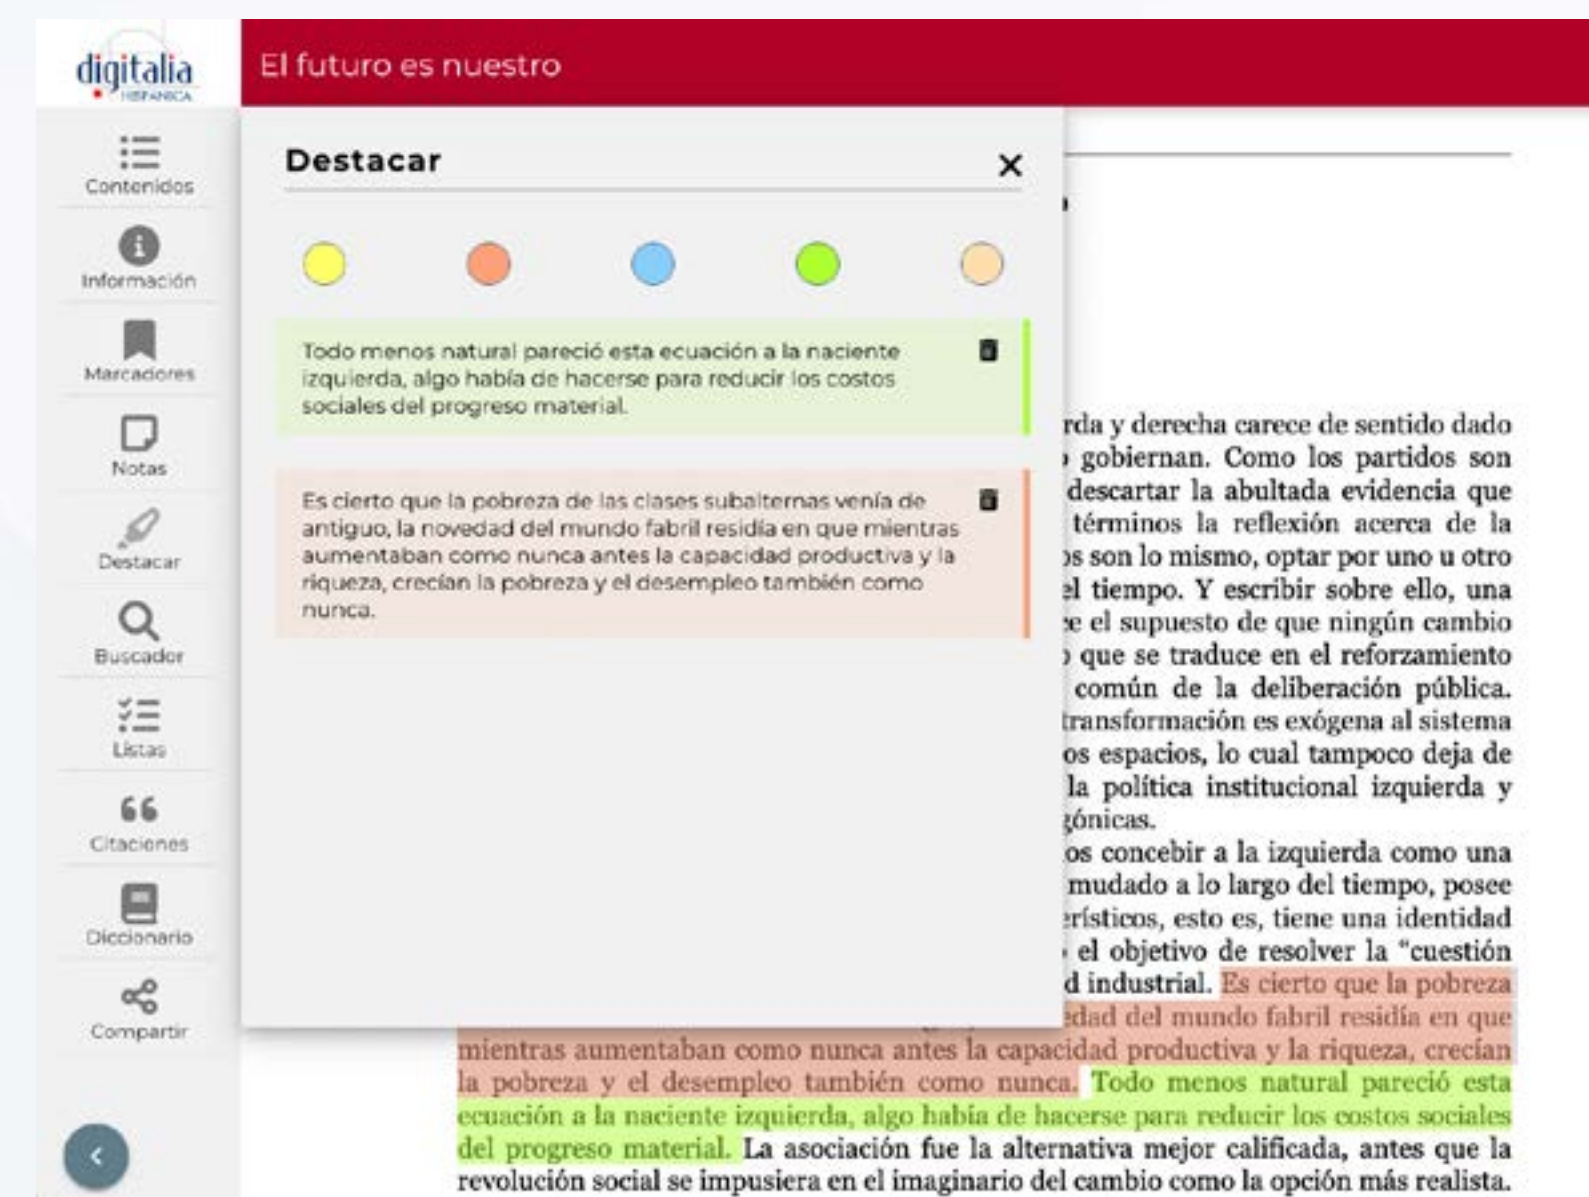 digitalia
HISPANICA
El futuro es nuestro
Contenidos
Información
Marcadores
Notas
Destacar
Buscador
Listas
Citaciones
Diccionario
Compartir
Destacar
Todo menos natural pareció esta ecuación a la naciente
izquierda, algo había de hacerse para reducir los costos
sociales del progreso material.
Es cierto que la pobreza de las clases subalternas venía de
antiguo, la novedad del mundo fabril residía en que mientras
aumentaban como nunca antes la capacidad productiva y la
riqueza, crecían la pobreza y el desempleo también como
nunca.
rda y derecha carece de sentido dado
gobiernan. Como los partidos son
descartar la abultada evidencia que
términos la reflexión acerca de la
os son lo mismo, optar por uno u otro
el tiempo. Y escribir sobre ello, una
e el supuesto de que ningún cambio
que se traduce en el reforzamiento
común de la deliberación pública.
transformación es exógena al sistema
os espacios, lo cual tampoco deja de
la política institucional izquierda y
gónicas.
os concebir a la izquierda como una
mudado a lo largo del tiempo, posee
erísticos, esto es, tiene una identidad
el objetivo de resolver la “cuestión
d industrial. Es cierto que la pobreza
edad del mundo fabril residía en que
mientras aumentaban como nunca antes la capacidad productiva y la riqueza, crecían
la pobreza y el desempleo también como nunca. Todo menos natural pareció esta
ecuación a la naciente izquierda, algo había de hacerse para reducir los costos sociales
del progreso material. La asociación fue la alternativa mejor calificada, antes que la
revolución social se impusiera en el imaginario del cambio como la opción más realista.